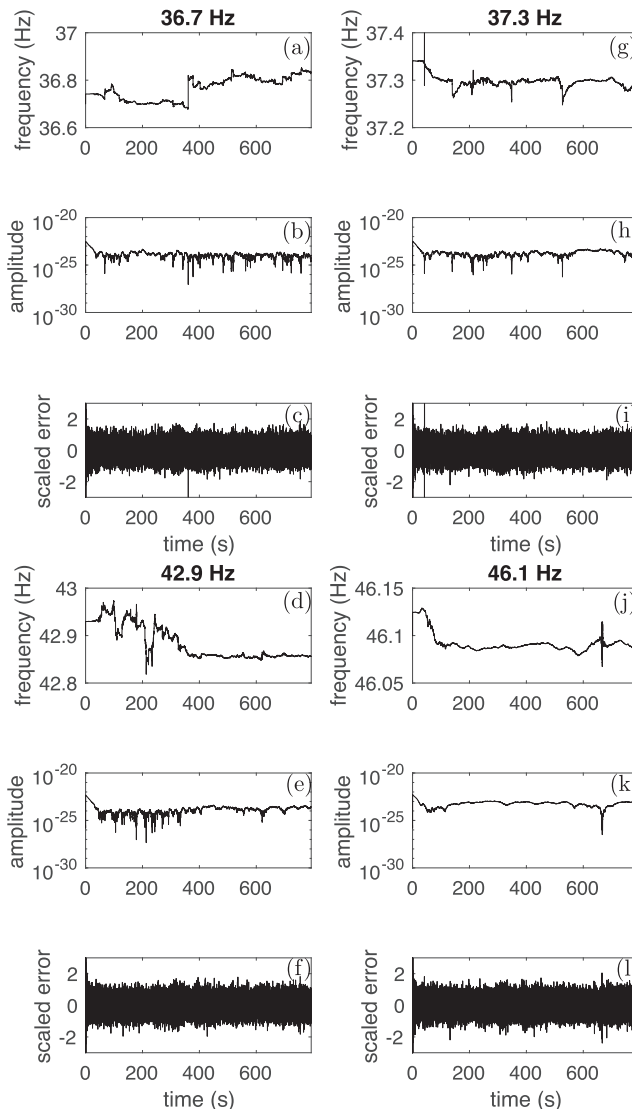 36.7 Hz
37
36.8
36.6
frequency (Hz)
(a)
0 200 400 600
10^-20
10^-25
10^-30
amplitude
(b)
0 200 400 600
2
0
-2
scaled error
(c)
0 200 400 600
time (s)
37.3 Hz
37.4
37.3
37.2
frequency (Hz)
(g)
0 200 400 600
10^-20
10^-25
10^-30
amplitude
(h)
0 200 400 600
2
0
-2
scaled error
(i)
0 200 400 600
time (s)
42.9 Hz
43
42.9
42.8
frequency (Hz)
(d)
0 200 400 600
10^-20
10^-25
10^-30
amplitude
(e)
0 200 400 600
2
0
-2
scaled error
(f)
0 200 400 600
time (s)
46.1 Hz
46.15
46.1
46.05
frequency (Hz)
(j)
0 200 400 600
10^-20
10^-25
10^-30
amplitude
(k)
0 200 400 600
2
0
-2
scaled error
(l
0 200 400 600
time (s)